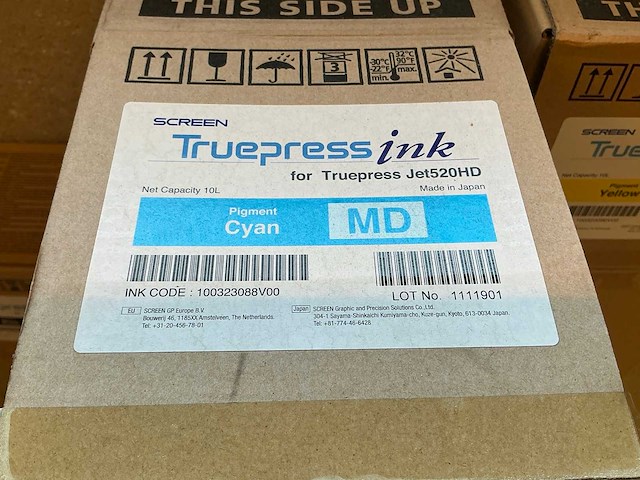 THIS SIDE UP
3
-30°C
-22°F
min.
32°C
90°F
max.
SCREEN
Truepress ink
for Truepress Jet520HD
Net Capacity 10L
Made in Japan
Pigment
Cyan
MD
INK CODE : 100323088V00
LOT No. 1111901
EU SCREEN GP Europe B.V
Bouwerij 46, 1185XX Amstelveen, The Netherlands.
Tel: +31-20-456-78-01
Japan SCREEN Graphic and Precision Solutions Co.,Ltd.
304-1 Sayama-Shinkaichi Kumiyama-cho, Kuze-gun, Kyoto, 613-0034 Japan.
Tel: +81-774-46-6428
SCREEN
True
Net Capacity 10L
Pigment
Yellow